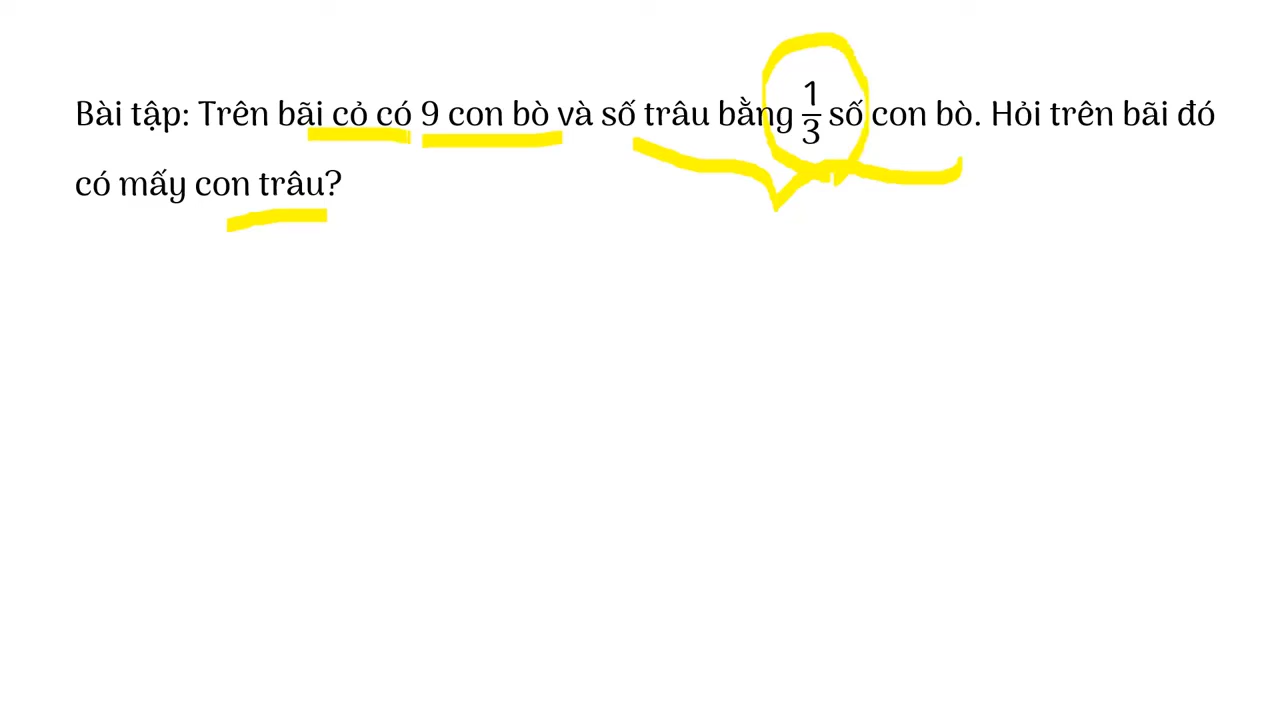 Bài tập: Trên bãi cỏ có 9 con bò và số trâu bằng 1/3 số con bò. Hỏi trên bãi đó
có mấy con trâu?